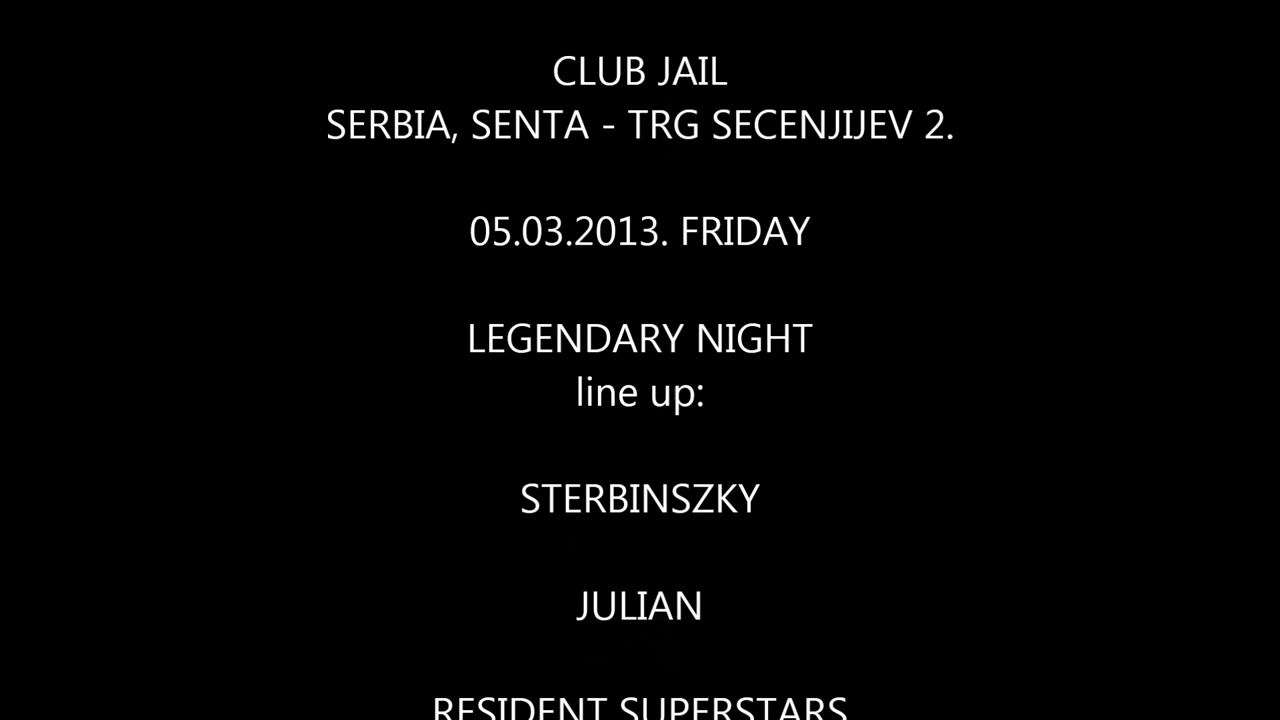 CLUB JAIL
SERBIA, SENTA - TRG SECENJIJEV 2.
05.03.2013. FRIDAY
LEGENDARY NIGHT
line up:
STERBINSZKY
JULIAN
RESIDENT SUPERSTARS